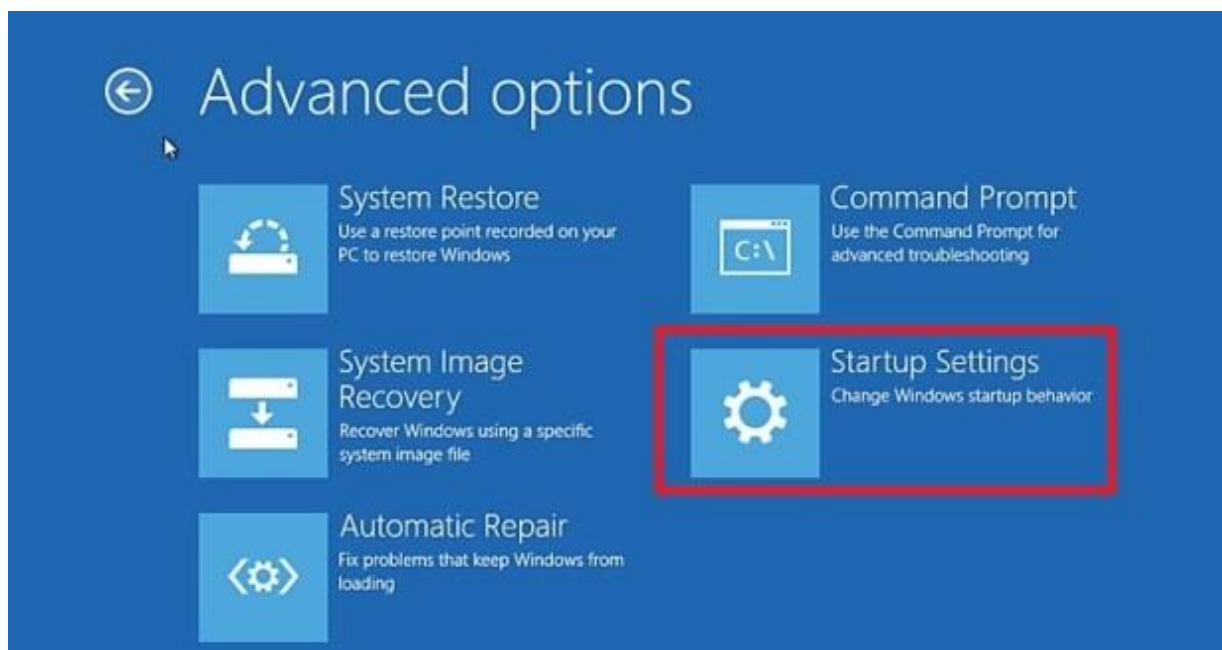 Advanced options
System Restore
Use a restore point recorded on your
PC to restore Windows
Command Prompt
Use the Command Prompt for
advanced troubleshooting
C:\
System Image
Recovery
Recover Windows using a specific
system image file
Startup Settings
Change Windows startup behavior
Automatic Repair
Fix problems that keep Windows from
loading